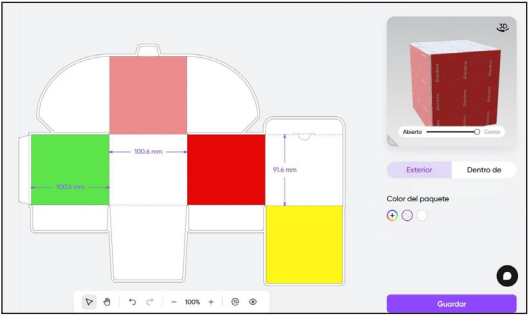 3D
Abierto
Cerrar
100.6 mm
100.6 mm
91.6 mm
Exterior
Dentro de
Color del paquete
100%
Guardar